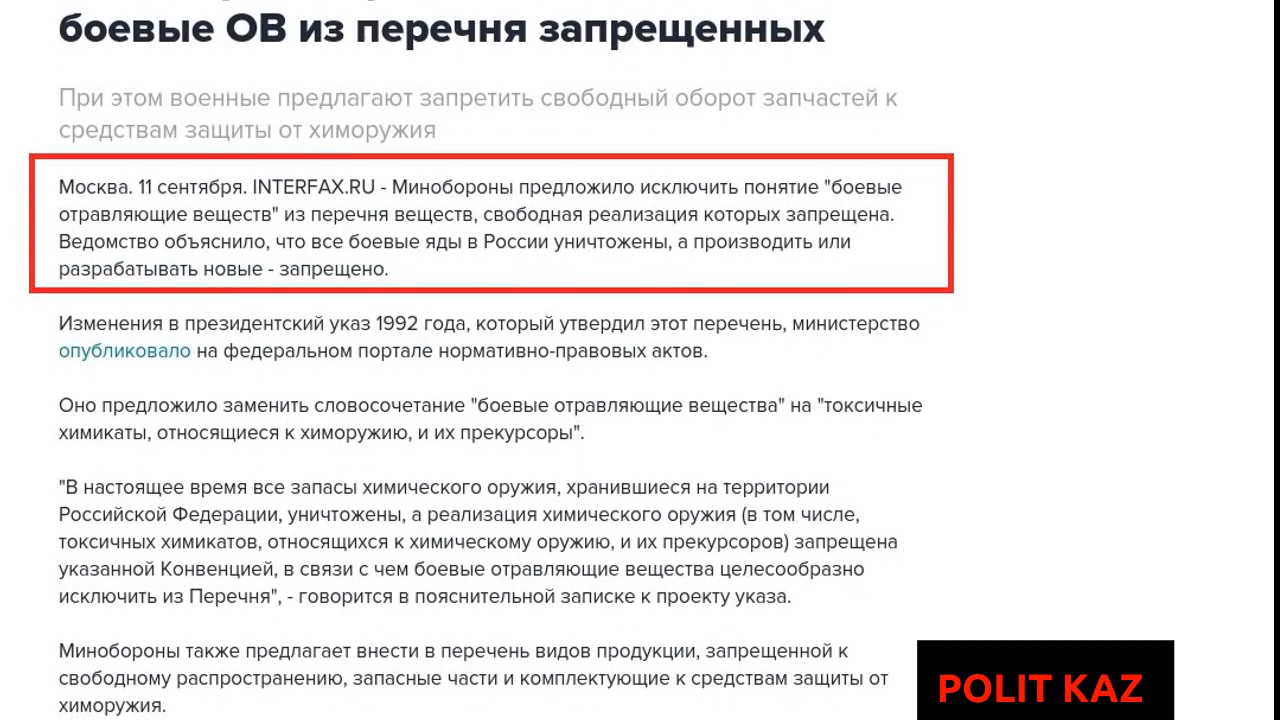 боевые ОВ из перечня запрещенных
При этом военные предлагают запретить свободный оборот запчастей к
средствам защиты от химоружия
Москва. 11 сентября. INTERFAX.RU - Минобороны предложило исключить понятие "боевые
отравляющие веществ" из перечня веществ, свободная реализация которых запрещена.
Ведомство объяснило, что все боевые яды в России уничтожены, а производить или
разрабатывать новые - запрещено.
Изменения в президентский указ 1992 года, который утвердил этот перечень, министерство
опубликовало на федеральном портале нормативно-правовых актов.
Оно предложило заменить словосочетание "боевые отравляющие вещества" на "токсичные
химикаты, относящиеся к химоружию, и их прекурсоры".
"В настоящее время все запасы химического оружия, хранившиеся на территории
Российской Федерации, уничтожены, а реализация химического оружия (в том числе,
токсичных химикатов, относящихся к химическому оружию, и их прекурсоров) запрещена
указанной Конвенцией, в связи с чем боевые отравляющие вещества целесообразно
исключить из Перечня", - говорится в пояснительной записке к проекту указа.
Минобороны также предлагает внести в перечень видов продукции, запрещенной к
свободному распространению, запасные части и комплектующие к средствам защиты от
химоружия.
POLIT KAZ